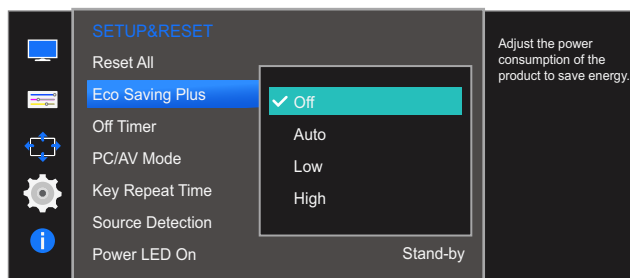 SETUP&RESET
Reset All
Eco Saving Plus
Off Timer
PC/AV Mode
Key Repeat Time
Source Detection
Power LED On
Stand-by
Off
Auto
Low
High
Adjust the power
consumption of the
product to save energy.